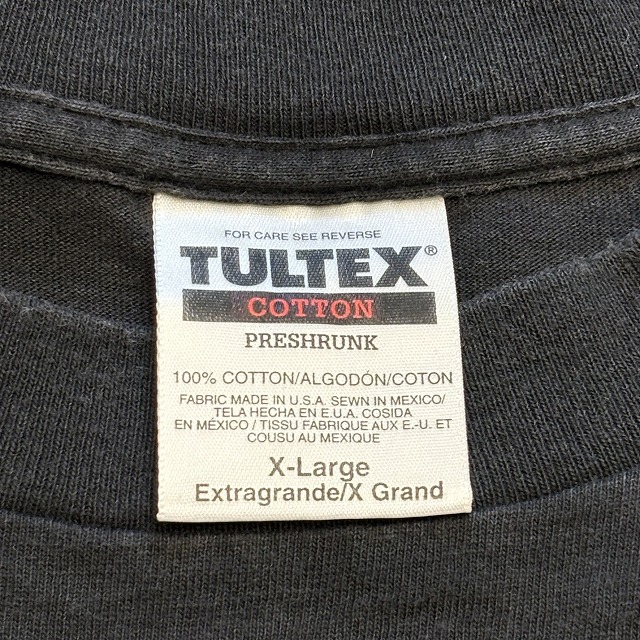 FOR CARE SEE REVERSE
TULTEX®
COTTON
PRESHRUNK
100% COTTON/ALGODÓN/COTON
FABRIC MADE IN U.S.A. SEWN IN MEXICO/
TELA HECHA EN E.U.A. COSIDA
EN MÉXICO / TISSU FABRIQUE AUX E.-U. ET
COUSU AU MEXIQUE
X-Large
Extragrande/X Grand